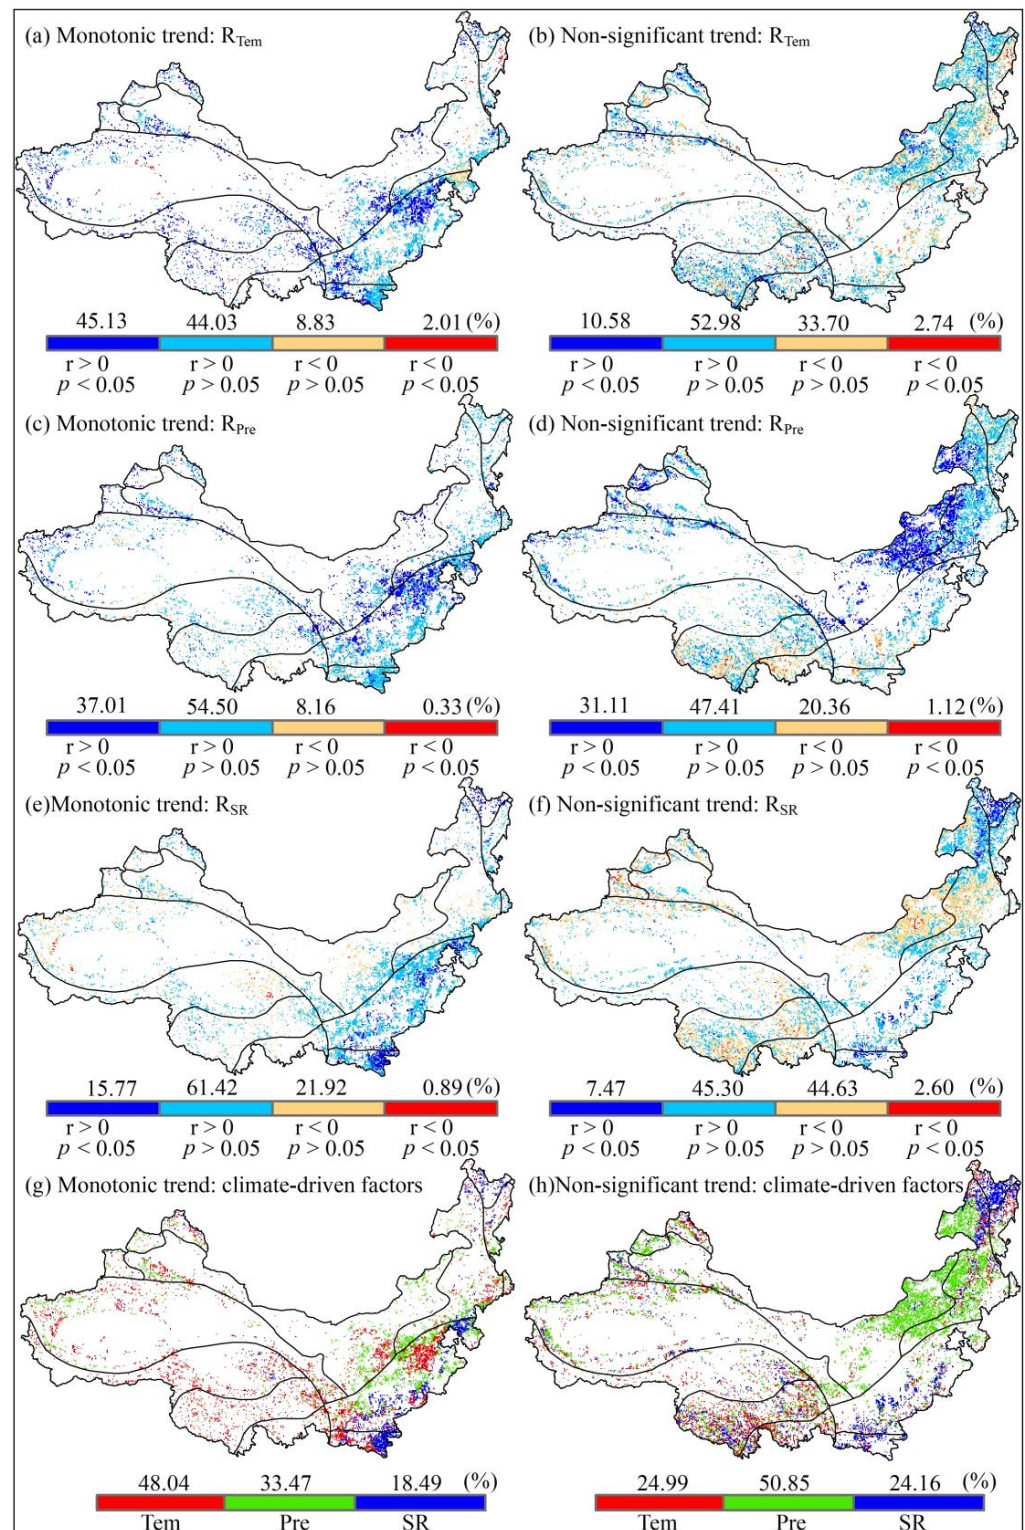 (a) Monotonic trend: R_Tem
(b) Non-significant trend: R_Tem
45.13 44.03 8.83 2.01 (%)
r > 0 r > 0 r < 0 r < 0
p < 0.05 p > 0.05 p > 0.05 p < 0.05
10.58 52.98 33.70 2.74 (%)
r > 0 r > 0 r < 0 r < 0
p < 0.05 p > 0.05 p > 0.05 p < 0.05
(c) Monotonic trend: R_Pre
(d) Non-significant trend: R_Pre
37.01 54.50 8.16 0.33 (%)
r > 0 r > 0 r < 0 r < 0
p < 0.05 p > 0.05 p > 0.05 p < 0.05
31.11 47.41 20.36 1.12 (%)
r > 0 r > 0 r < 0 r < 0
p < 0.05 p > 0.05 p > 0.05 p < 0.05
(e)Monotonic trend: R_SR
(f) Non-significant trend: R_SR
15.77 61.42 21.92 0.89 (%)
r > 0 r > 0 r < 0 r < 0
p < 0.05 p > 0.05 p > 0.05 p < 0.05
7.47 45.30 44.63 2.60 (%)
r > 0 r > 0 r < 0 r < 0
p < 0.05 p > 0.05 p > 0.05 p < 0.05
(g) Monotonic trend: climate-driven factors
(h)Non-significant trend: climate-driven factors
48.04 33.47 18.49 (%)
Tem Pre SR
24.99 50.85 24.16 (%)
Tem Pre SR